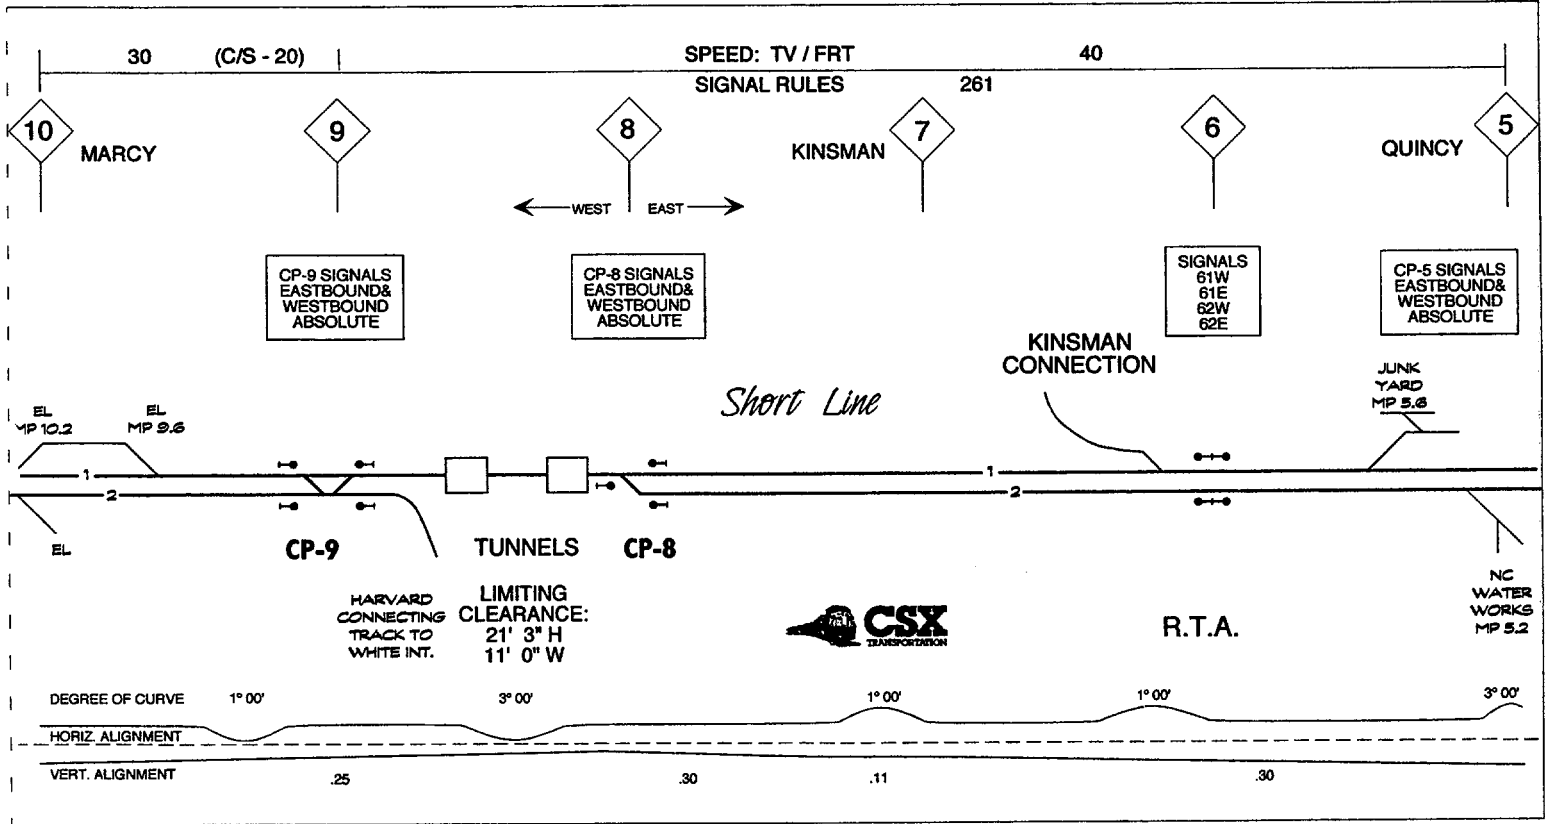 30 (C/S - 20) SPEED: TV / FRT 40
SIGNAL RULES 261
10 MARCY 9 8 KINSMAN 7 6 QUINCY 5
WEST EAST
CP-9 SIGNALS
EASTBOUND&
WESTBOUND
ABSOLUTE
CP-8 SIGNALS
EASTBOUND&
WESTBOUND
ABSOLUTE
SIGNALS
61W
61E
62W
62E
CP-5 SIGNALS
EASTBOUND&
WESTBOUND
ABSOLUTE
KINSMAN
CONNECTION
JUNK
YARD
MP 5.6
Short Line
EL
MP 10.2
EL
MP 9.6
1 1
2 2
EL
CP-9
TUNNELS
CP-8
HARVARD
CONNECTING
TRACK TO
WHITE INT.
LIMITING
CLEARANCE:
21' 3" H
11' 0" W
CSX
TRANSPORTATION
R.T.A.
NC
WATER
WORKS
MP 5.2
DEGREE OF CURVE 1° 00' 3° 00' 1° 00' 1° 00' 3° 00'
HORIZ. ALIGNMENT
VERT. ALIGNMENT .25 .30 .11 .30